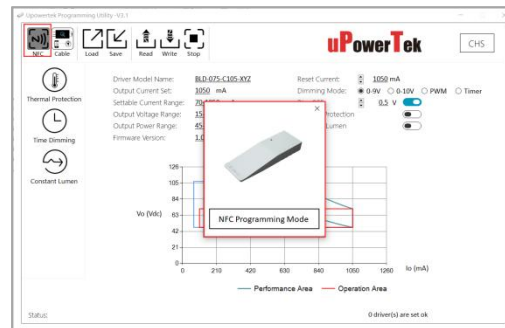 Upowertek Programming Utility -V3.1
NFC Cable Load Save Read Write Stop
uPowerTek
CHS
Thermal Protection
Time Dimming
Constant Lumen
Driver Model Name: BLD-075-C105-XYZ
Output Current Set: 1050 mA
Settable Current Range:
Output Voltage Range:
Output Power Range:
Firmware Version:
Reset Current: 1050 mA
Dimming Mode: 0-9V 0-10V PWM Timer
0.5 V
Protection
Lumen
NFC Programming Mode
Vo (Vdc)
126
105
84
63
42
21
0
0 210 420 630 840 1050 1260 Io (mA)
Performance Area Operation Area
Status:
0 driver(s) are set ok